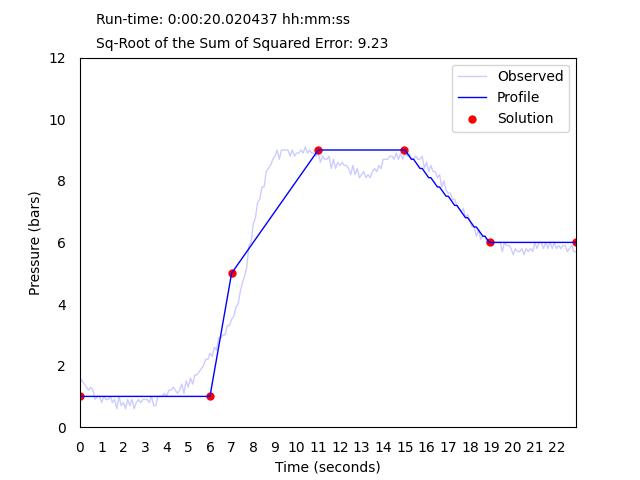 Run-time: 0:00:20.020437 hh:mm:ss
Sq-Root of the Sum of Squared Error: 9.23
12
10
8
6
4
2
0
Pressure (bars)
Observed
Profile
Solution
0 1 2 3 4 5 6 7 8 9 10 11 12 13 14 15 16 17 18 19 20 21 22
Time (seconds)